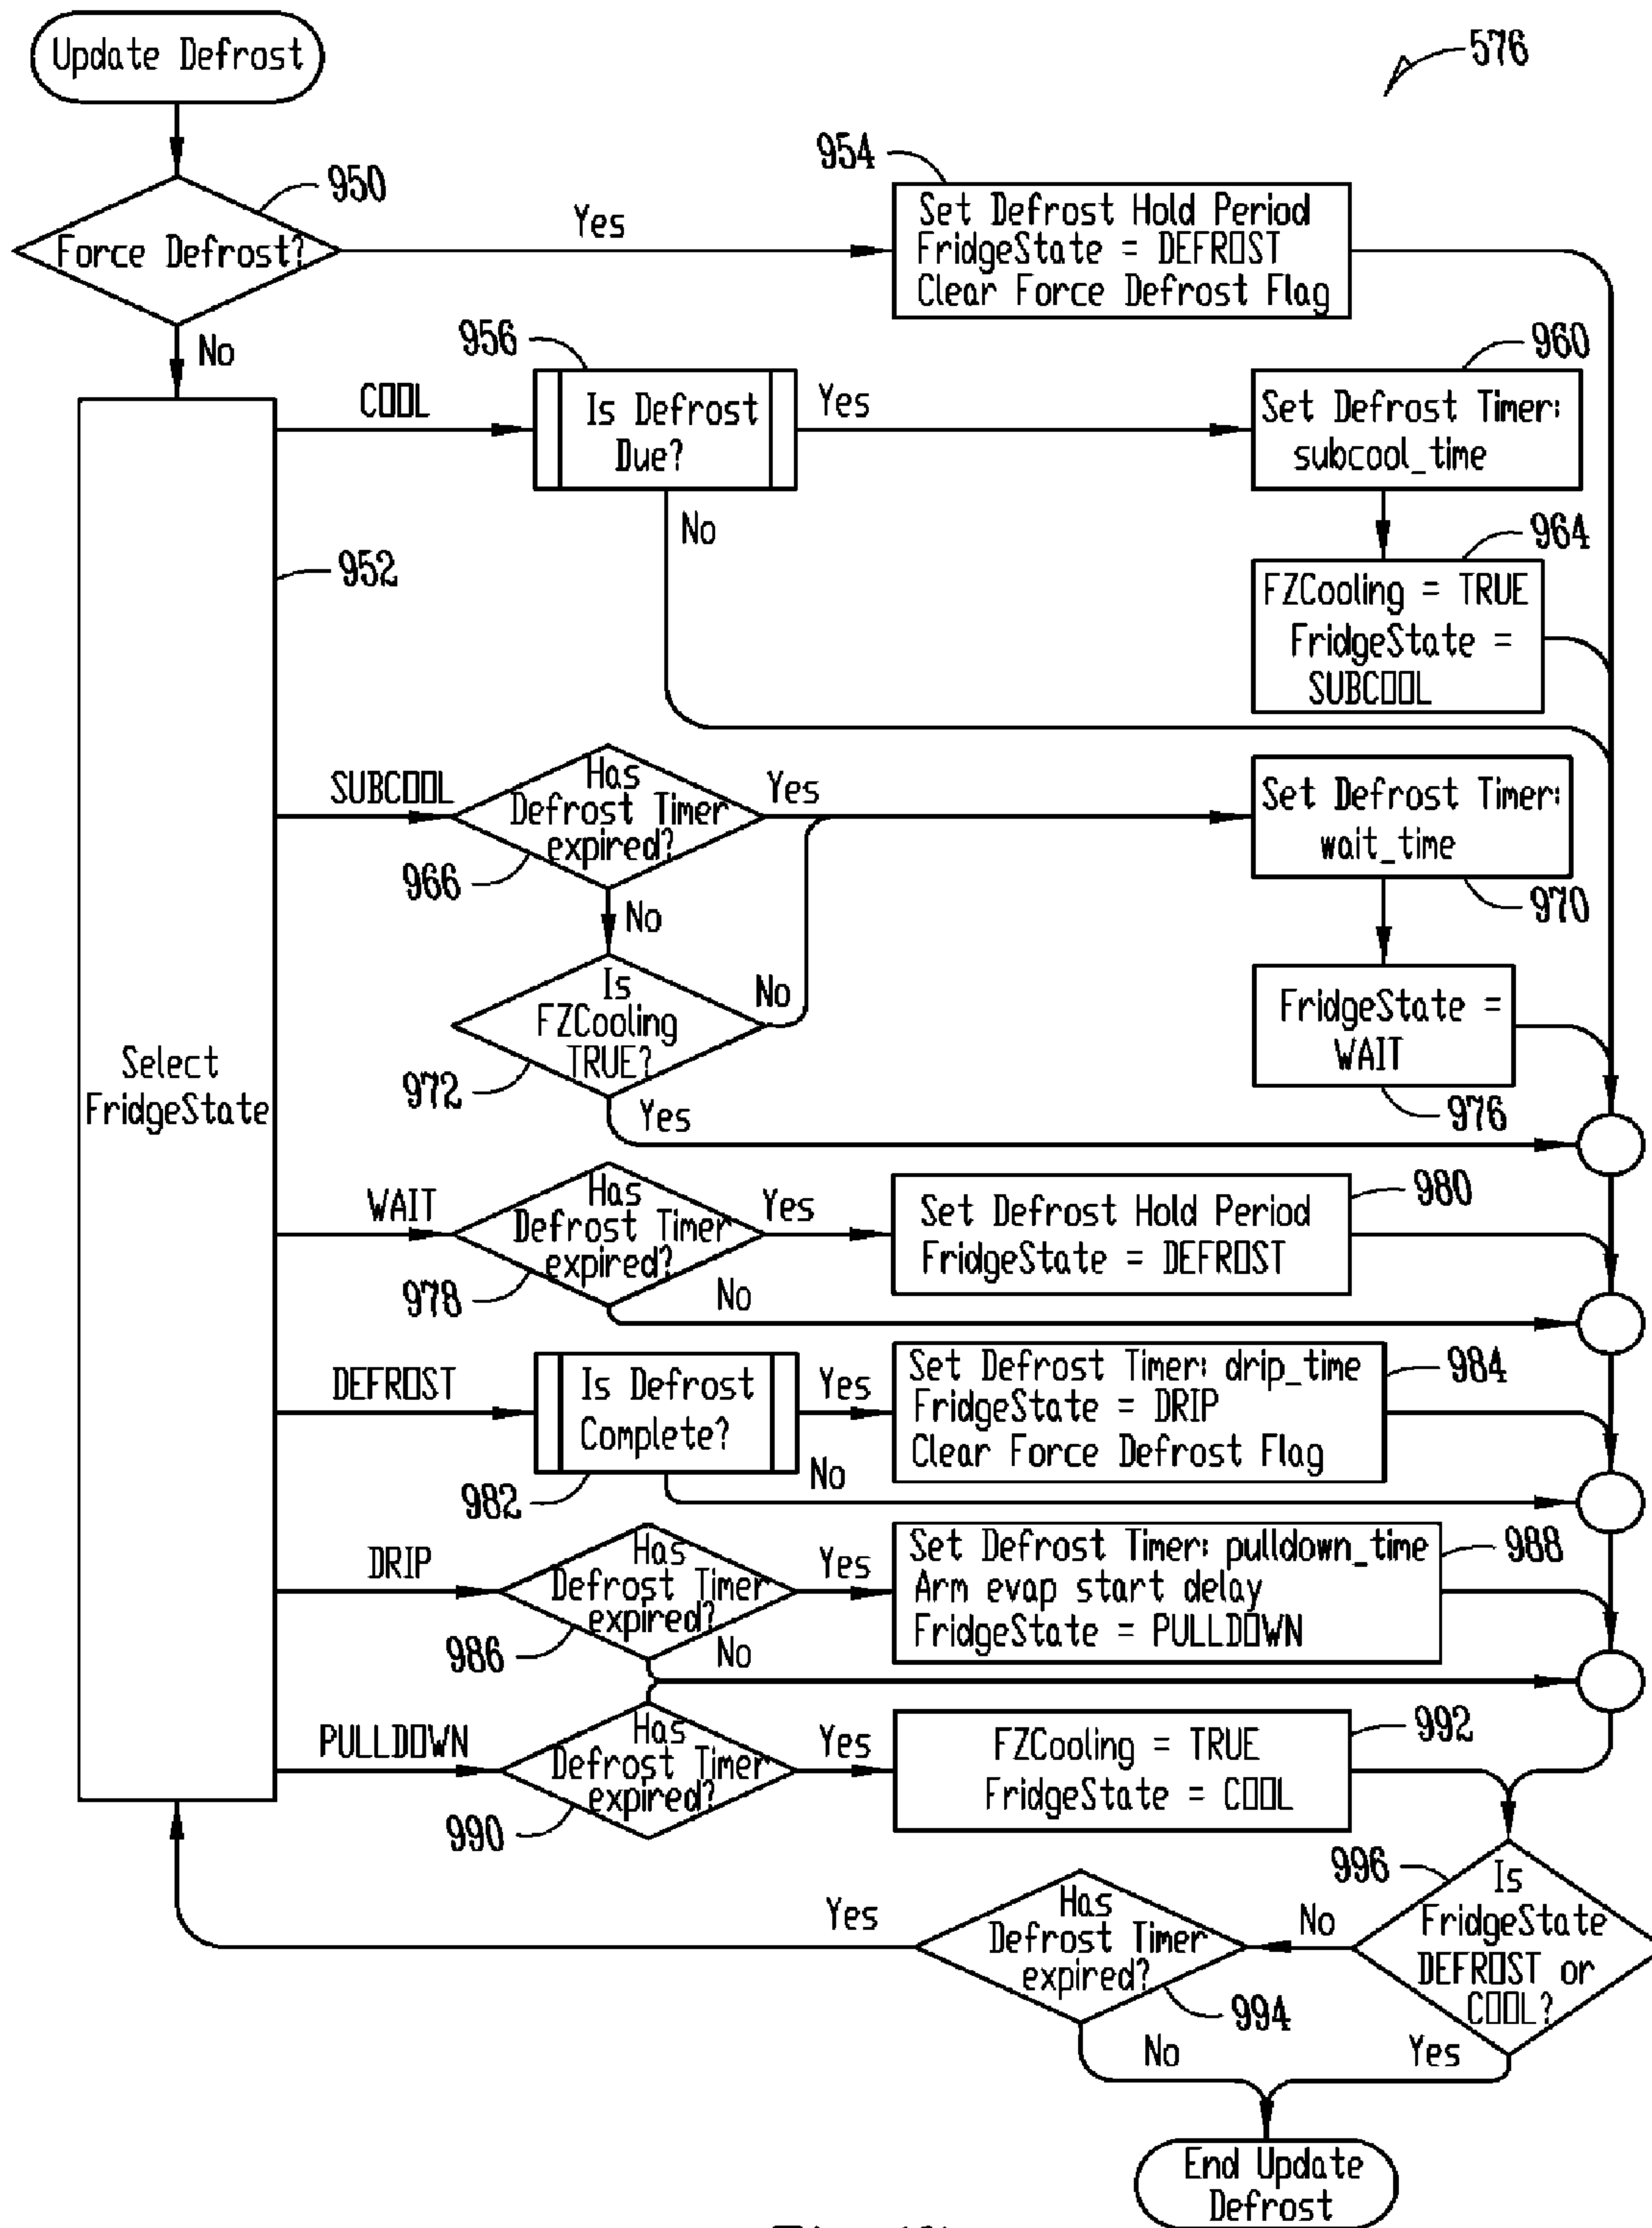 Update Defrost
576
950
Force Defrost?
Yes
954
Set Defrost Hold Period
FridgeState = DEFROST
Clear Force Defrost Flag
No
952
Select
FridgeState
COOL
956
Is Defrost
Due?
Yes
No
960
Set Defrost Timer:
subcool_time
964
FZCooling = TRUE
FridgeState =
SUBCOOL
SUBCOOL
Has
Defrost Timer
expired?
966
Yes
No
Set Defrost Timer:
wait_time
970
Is
FZCooling
TRUE?
972
No
Yes
FridgeState =
WAIT
976
WAIT
Has
Defrost Timer
expired?
978
Yes
No
980
Set Defrost Hold Period
FridgeState = DEFROST
DEFROST
Is Defrost
Complete?
982
Yes
No
984
Set Defrost Timer: drip_time
FridgeState = DRIP
Clear Force Defrost Flag
DRIP
Has
Defrost Timer
expired?
986
Yes
No
988
Set Defrost Timer: pulldown_time
Arm evap start delay
FridgeState = PULLDOWN
PULLDOWN
Has
Defrost Timer
expired?
990
Yes
992
FZCooling = TRUE
FridgeState = COOL
996
Is
FridgeState
DEFROST or
COOL?
No
Yes
Has
Defrost Timer
expired?
994
Yes
No
End Update
Defrost